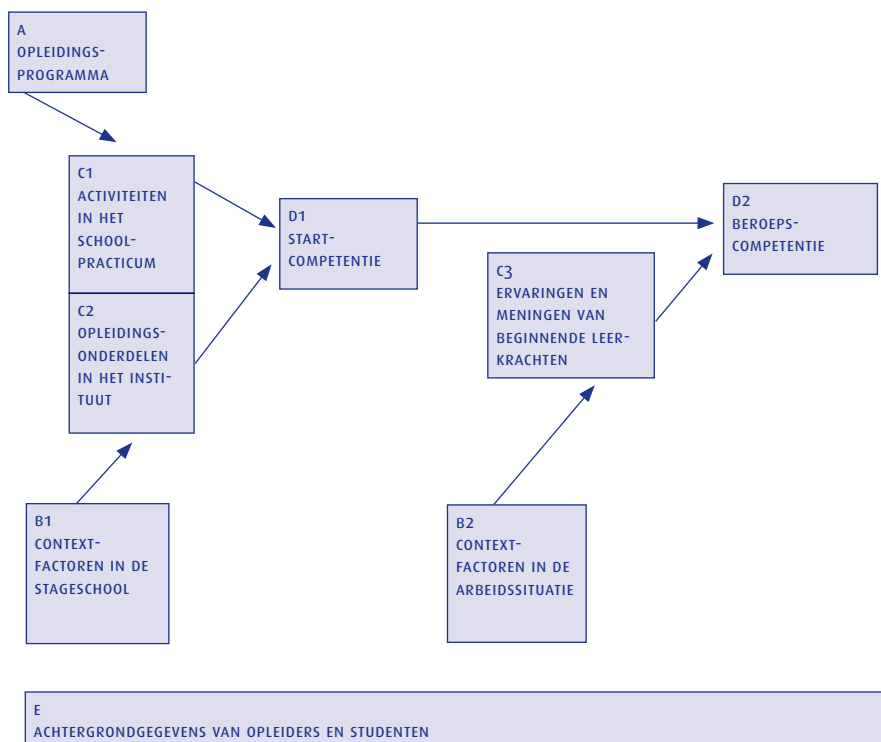 A
OPLEIDINGS-
PROGRAMMA
C1
ACTIVITEITEN
IN HET
SCHOOL-
PRACTICUM
C2
OPLEIDINGS-
ONDERDELEN
IN HET INSTI-
TUUT
B1
CONTEXT-
FACTOREN IN DE
STAGESCHOOL
D1
START-
COMPETENTIE
C3
ERVARINGEN EN
MENINGEN VAN
BEGINNENDE LEER-
KRACHTEN
B2
CONTEXT-
FACTOREN IN DE
ARBEIDSSITUATIE
D2
BEROEPS-
COMPETENTIE
E
ACHTERGRONDGEGEVENS VAN OPLEIDERS EN STUDENTEN